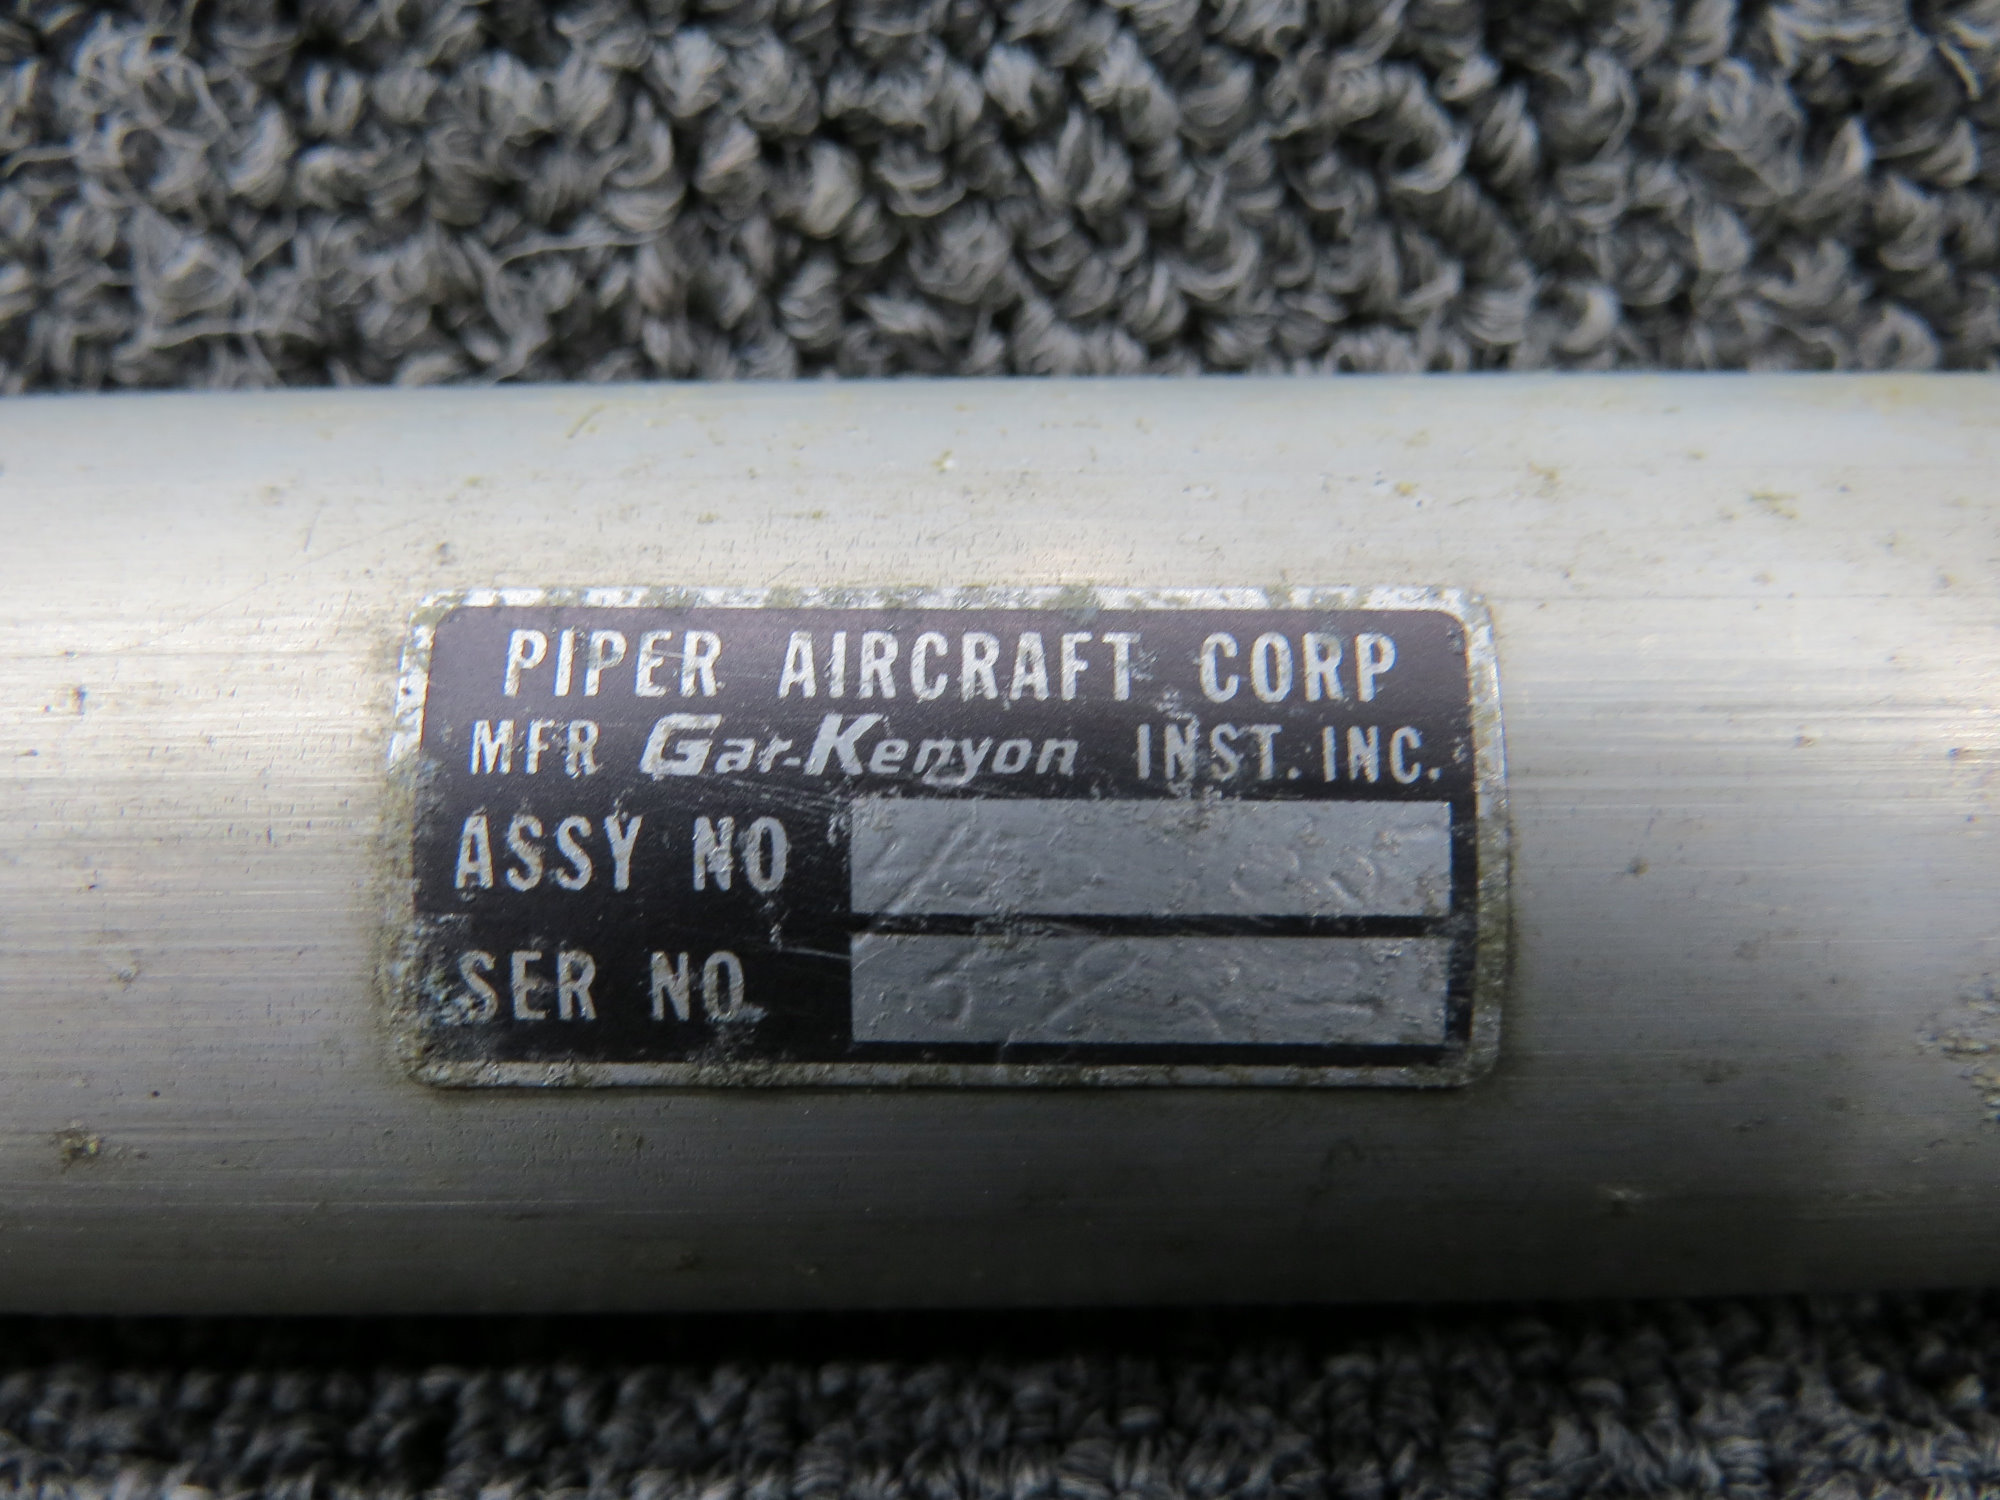 PIPER AIRCRAFT CORP
MFR Gar-Kenyon INST. INC.
ASSY NO
SER NO